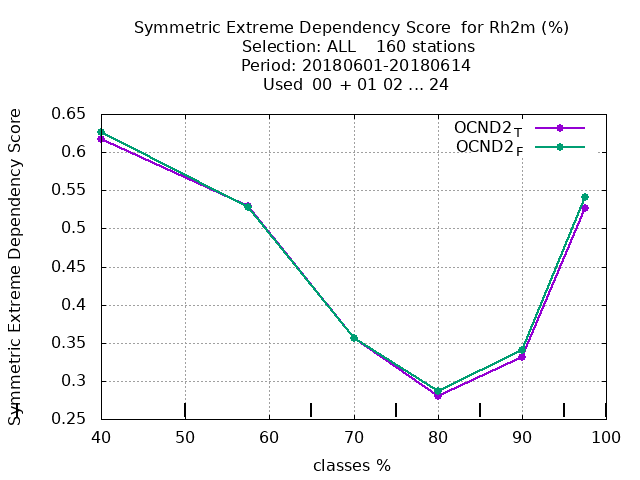 Symmetric Extreme Dependency Score for Rh2m (%)
Selection: ALL 160 stations
Period: 20180601-20180614
Used 00 + 01 02 ... 24
Symmetric Extreme Dependency Score
OCND2T
OCND2F
0.65
0.6
0.55
0.5
0.45
0.4
0.35
0.3
0.25
40 50 60 70 80 90 100
classes %